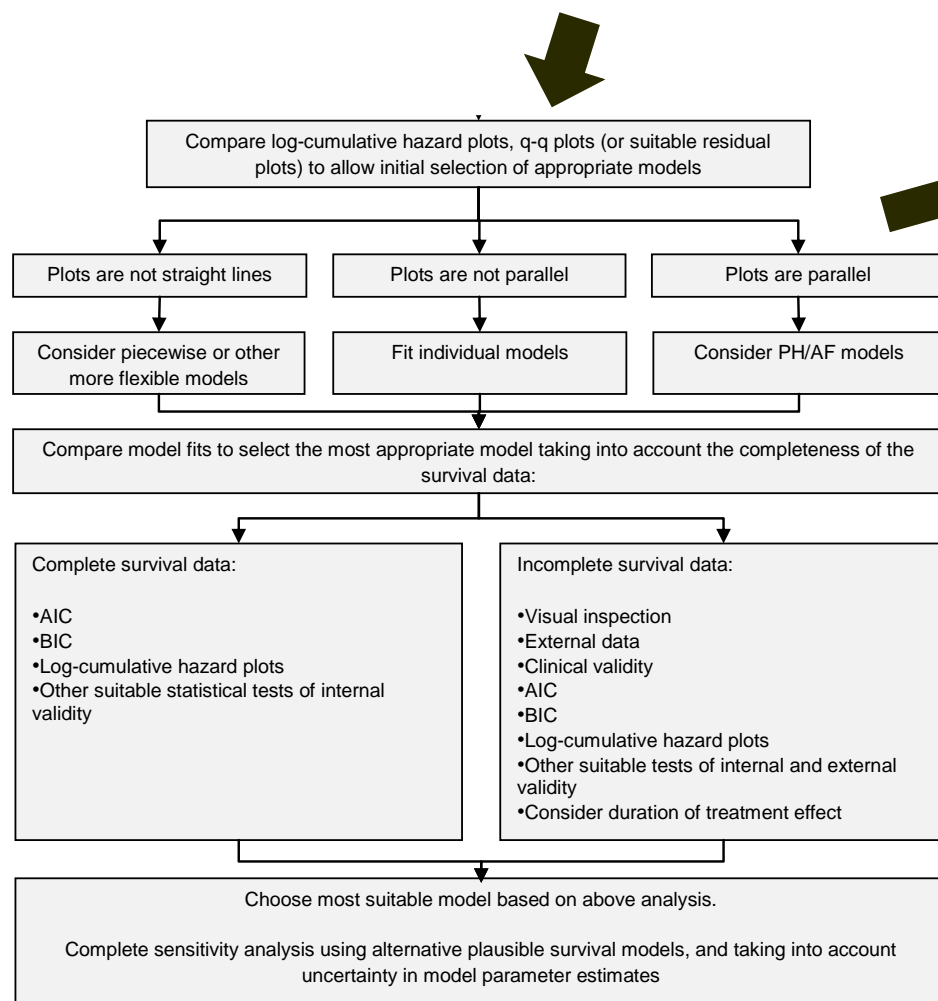 Compare log-cumulative hazard plots, q-q plots (or suitable residual
plots) to allow initial selection of appropriate models
Plots are not straight lines
Plots are not parallel
Plots are parallel
Consider piecewise or other
more flexible models
Fit individual models
Consider PH/AF models
Compare model fits to select the most appropriate model taking into account the completeness of the
survival data:
Complete survival data:
•AIC
•BIC
•Log-cumulative hazard plots
•Other suitable statistical tests of internal
validity
Incomplete survival data:
•Visual inspection
•External data
•Clinical validity
•AIC
•BIC
•Log-cumulative hazard plots
•Other suitable tests of internal and external
validity
•Consider duration of treatment effect
Choose most suitable model based on above analysis.
Complete sensitivity analysis using alternative plausible survival models, and taking into account
uncertainty in model parameter estimates